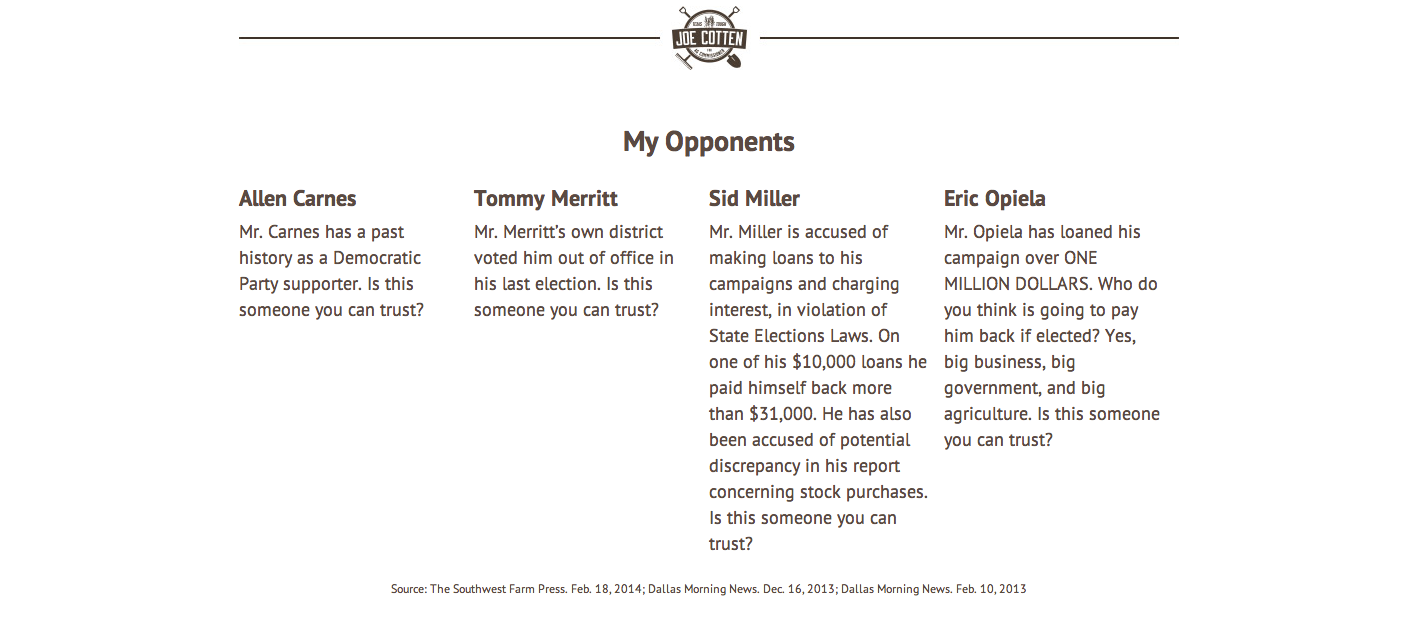 TEXAS TOUGH
JOE COTTEN
FOR
AG COMMISSIONER
My Opponents
Allen Carnes
Mr. Carnes has a past
history as a Democratic
Party supporter. Is this
someone you can trust?
Tommy Merritt
Mr. Merritt’s own district
voted him out of office in
his last election. Is this
someone you can trust?
Sid Miller
Mr. Miller is accused of
making loans to his
campaigns and charging
interest, in violation of
State Elections Laws. On
one of his $10,000 loans he
paid himself back more
than $31,000. He has also
been accused of potential
discrepancy in his report
concerning stock purchases.
Is this someone you can
trust?
Eric Opiela
Mr. Opiela has loaned his
campaign over ONE
MILLION DOLLARS. Who do
you think is going to pay
him back if elected? Yes,
big business, big
government, and big
agriculture. Is this someone
you can trust?
Source: The Southwest Farm Press. Feb. 18, 2014; Dallas Morning News. Dec. 16, 2013; Dallas Morning News. Feb. 10, 2013